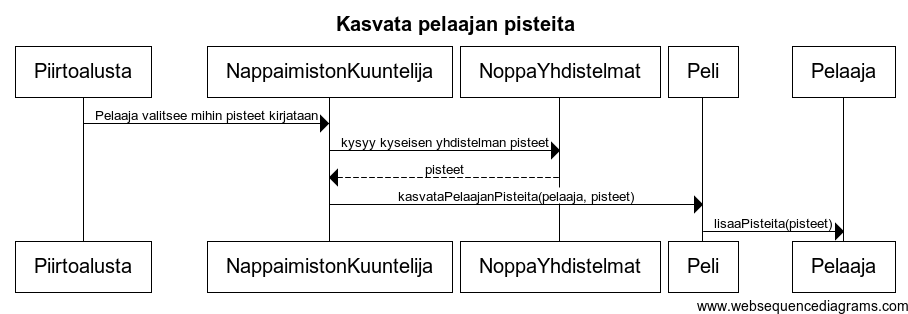 Kasvata pelaajan pisteita
Piirtoalusta
NappaimistonKuuntelija
NoppaYhdistelmat
Peli
Pelaaja
Pelaaja valitsee mihin pisteet kirjataan
kysyy kyseisen yhdistelman pisteet
pisteet
kasvataPelaajanPisteita(pelaaja, pisteet)
lisaaPisteita(pisteet)
Piirtoalusta
NappaimistonKuuntelija
NoppaYhdistelmat
Peli
Pelaaja
www.websequencediagrams.com